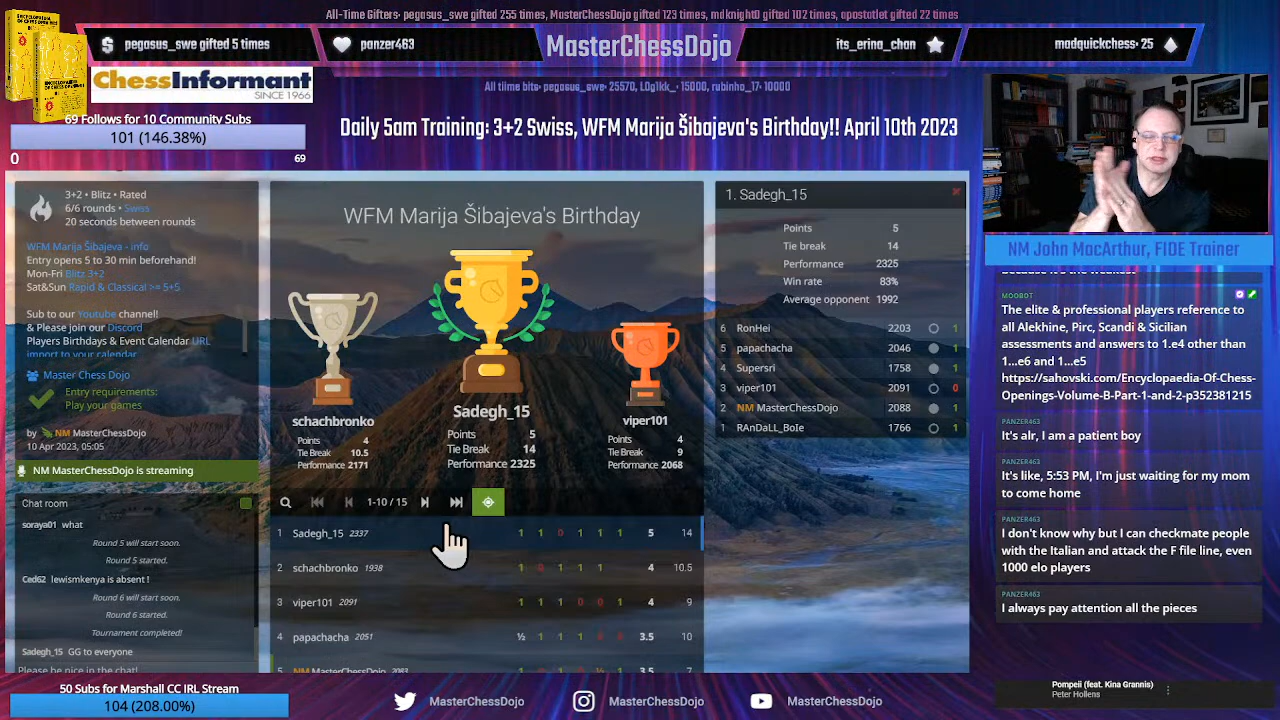 All-Time Gifters: pegasus_swe gifted 255 times, MasterChessDojo gifted 123 times, mdknightD gifted 102 times, apostotlet gifted 22 times
pegasus_swe gifted 5 times
panzer463
MasterChessDojo
its_erina_chan
madquickchess: 25
ChessInformant
SINCE 1966
All tiime bits: pegasus_swe: 25570, L0g1kk_: 15000, rubinho_17: 10000
69 Follows for 10 Community Subs
101 (146.38%)
0
69
Daily 5am Training: 3+2 Swiss, WFM Marija Šibajeva's Birthday!! April 10th 2023
3+2 • Blitz • Rated
6/6 rounds • Swiss
20 seconds between rounds
WFM Marija Šibajeva - info
Entry opens 5 to 30 min beforehand!
Mon-Fri Blitz 3+2
Sat&Sun Rapid & Classical >= 5+5
Sub to our Youtube channel!
& Please join our Discord
Players Birthdays & Event Calendar URL
import to your calendar
Master Chess Dojo
Entry requirements:
Play your games
by NM MasterChessDojo
10 Apr 2023, 05:05
NM MasterChessDojo is streaming
Chat room
soraya01 what
Round 5 will start soon.
Round 5 started.
Ced62 lewismkenya is absent !
Round 6 will start soon.
Round 6 started.
Tournament completed!
Sadegh_15 GG to everyone
Please be nice in the chat!
WFM Marija Šibajeva's Birthday
schachbronko
Points 4
Tie Break 10.5
Performance 2171
Sadegh_15
Points 5
Tie Break 14
Performance 2325
viper101
Points 4
Tie Break 9
Performance 2068
1-10 / 15
1 Sadegh_15 2337 1 1 0 1 1 1 5 14
2 schachbronko 1938 1 0 1 1 1 4 10.5
3 viper101 2091 1 1 1 0 0 1 4 9
4 papachacha 2051 ½ 1 1 1 0 0 3.5 10
5 NM MasterChessDojo 2083 1 0 1 0 ½ 1 3.5 7
1. Sadegh_15
Points 5
Tie break 14
Performance 2325
Win rate 83%
Average opponent 1992
6 RonHei 2203 1
5 papachacha 2046 1
4 Supersri 1758 1
3 viper101 2091 0
2 NM MasterChessDojo 2088 1
1 RAnDaLL_BoIe 1766 1
NM John MacArthur, FIDE Trainer
MOOBOT
The elite & professional players reference to
all Alekhine, Pirc, Scandi & Sicilian
assessments and answers to 1.e4 other than
1...e6 and 1...e5
https://sahovski.com/Encyclopaedia-Of-Chess-
Openings-Volume-B-Part-1-and-2-p352381215
PANZER463
It's alr, I am a patient boy
PANZER463
It's like, 5:53 PM, I'm just waiting for my mom
to come home
PANZER463
I don't know why but I can checkmate people
with the Italian and attack the F file line, even
1000 elo players
PANZER463
I always pay attention all the pieces
50 Subs for Marshall CC IRL Stream
104 (208.00%)
MasterChessDojo
MasterChessDojo
MasterChessDojo
Pompeii (feat. Kina Grannis)
Peter Hollens